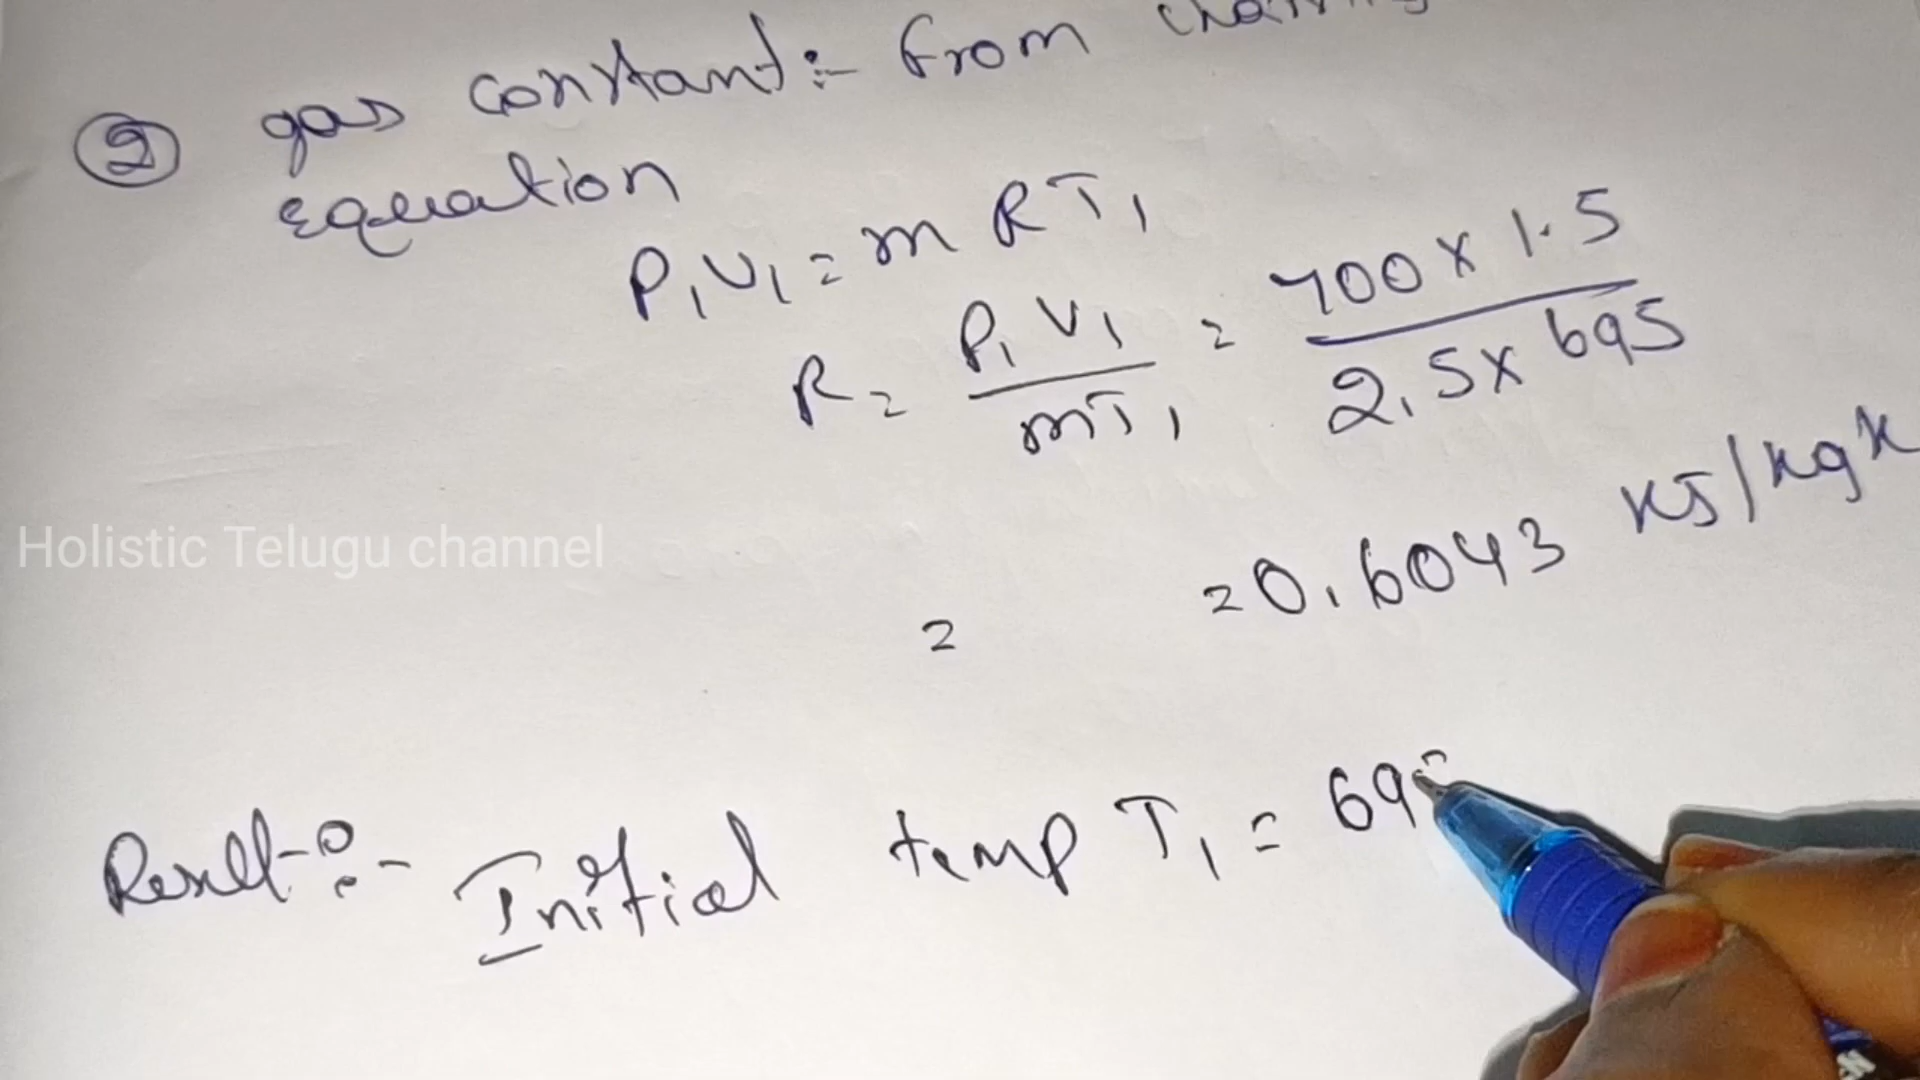 ② gas constant:- from
equation
P₁V₁ = m R T₁
R = P₁V₁ / mT₁ = 700 x 1.5 / 2.5 x 695
= = 0.6043 KJ/kgK
Holistic Telugu channel
Result:- Initial temp T₁ = 69